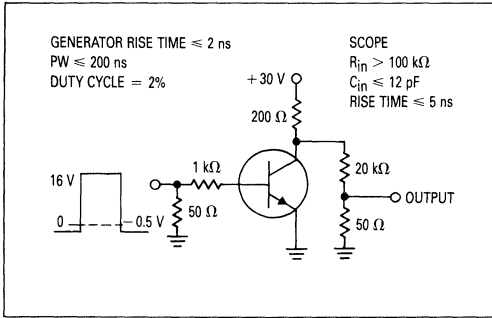 GENERATOR RISE TIME ⩽ 2 ns
PW ⩽ 200 ns
DUTY CYCLE = 2%
SCOPE
Rin > 100 kΩ
Cin ⩽ 12 pF
RISE TIME ⩽ 5 ns
+30 V
200 Ω
20 kΩ
1 kΩ
16 V
OUTPUT
50 Ω
50 Ω
0
−0.5 V